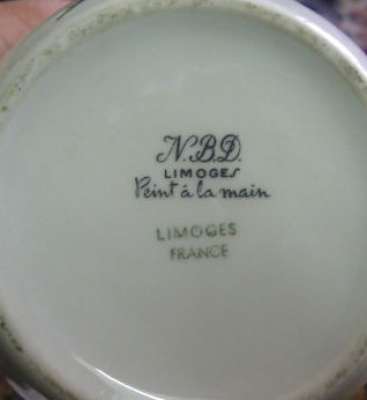 N.B.D.
LIMOGES
Peint à la main
LIMOGES
FRANCE